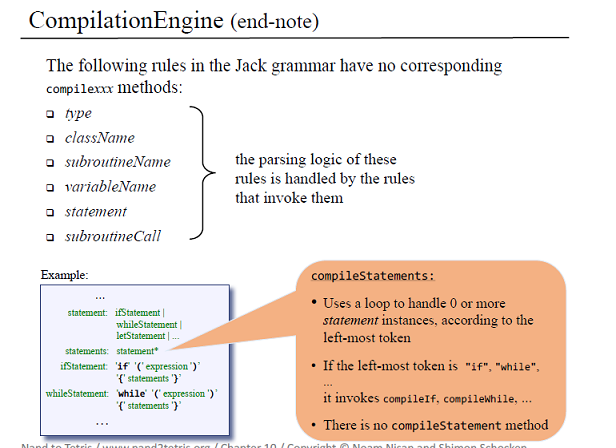 CompilationEngine (end-note)
The following rules in the Jack grammar have no corresponding
compilexxx methods:
❑ type
❑ className
❑ subroutineName
❑ variableName
❑ statement
❑ subroutineCall
the parsing logic of these
rules is handled by the rules
that invoke them
Example:
…
statement: ifStatement |
whileStatement |
letStatement | ...
statements: statement*
ifStatement: 'if' '(' expression ')'
'{' statements '}'
whileStatement: 'while' '(' expression ')'
'{' statements '}'
…
compileStatements:
• Uses a loop to handle 0 or more
statement instances, according to the
left-most token
• If the left-most token is "if", "while",
…
it invokes compileIf, compileWhile, …
• There is no compileStatement method
Nand to Tetris / www.nand2tetris.org / Chapter 10 / Copyright © Noam Nisan and Shimon Schocken